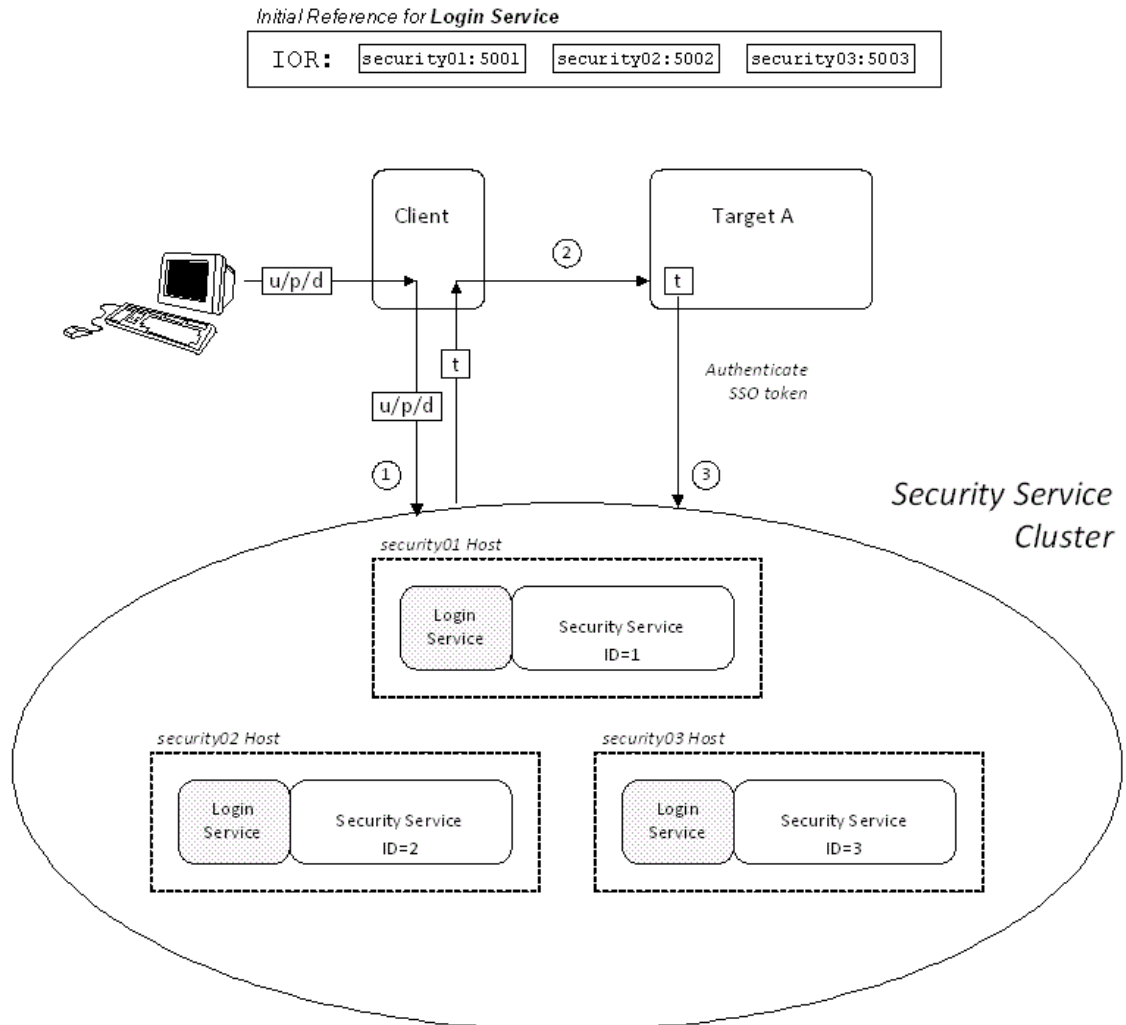 Initial Reference for Login Service
IOR: security01:5001 security02:5002 security03:5003
Client
Target A
2
u/p/d
t
t
Authenticate
SSO token
u/p/d
1
3
Security Service
Cluster
security01 Host
Login
Service
Security Service
ID=1
security02 Host
Login
Service
Security Service
ID=2
security03 Host
Login
Service
Security Service
ID=3